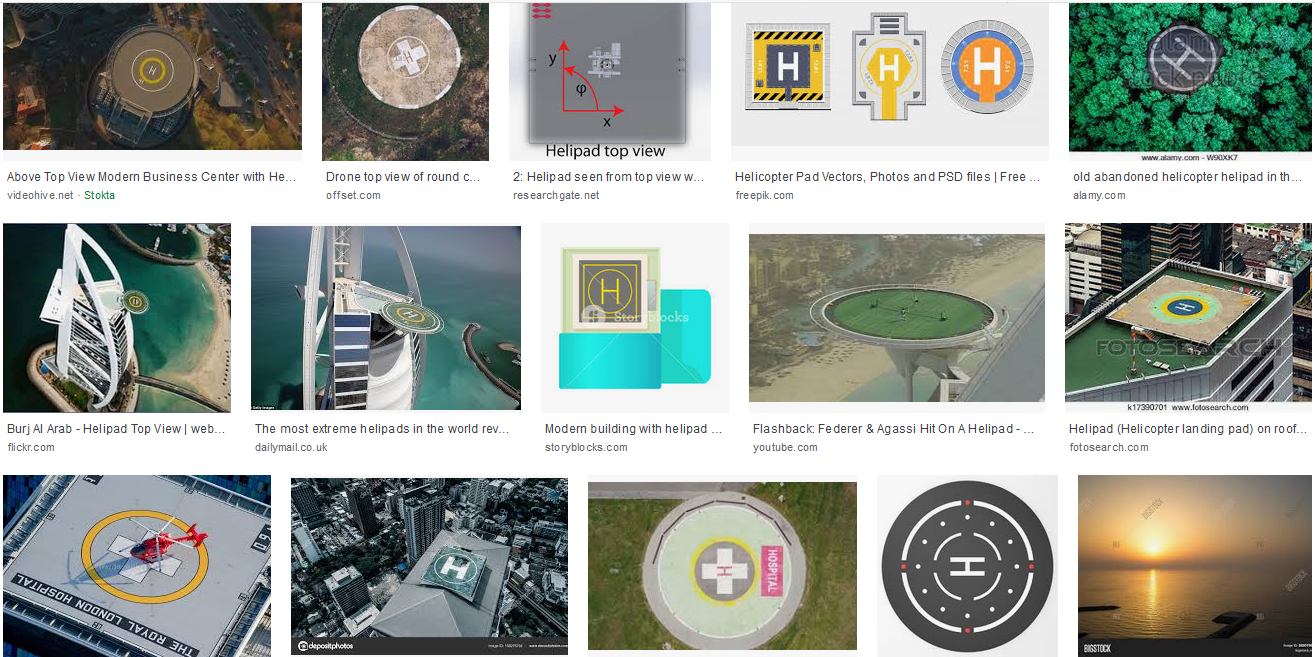 H
H
y
φ
x
Helipad top view
H
H
H
H
alamy
www.alamy.com - W90XK7
Above Top View Modern Business Center with He...
videohive.net · Stokta
Drone top view of round c...
offset.com
2: Helipad seen from top view w...
researchgate.net
Helicopter Pad Vectors, Photos and PSD files | Free ...
freepik.com
old abandoned helicopter helipad in th...
alamy.com
H
H
Getty Images
H
Storyblocks
H
FOTOSEARCH
k17390701 www.fotosearch.com
Burj Al Arab - Helipad Top View | web...
flickr.com
The most extreme helipads in the world rev...
dailymail.co.uk
Modern building with helipad ...
storyblocks.com
Flashback: Federer & Agassi Hit On A Helipad - ...
youtube.com
Helipad (Helicopter landing pad) on roof...
fotosearch.com
THE ROYAL LONDON HOSPITAL
H
depositphotos
H
HOSPITAL
H
BIGSTOCK
BIGSTOCK
BIGSTOCK